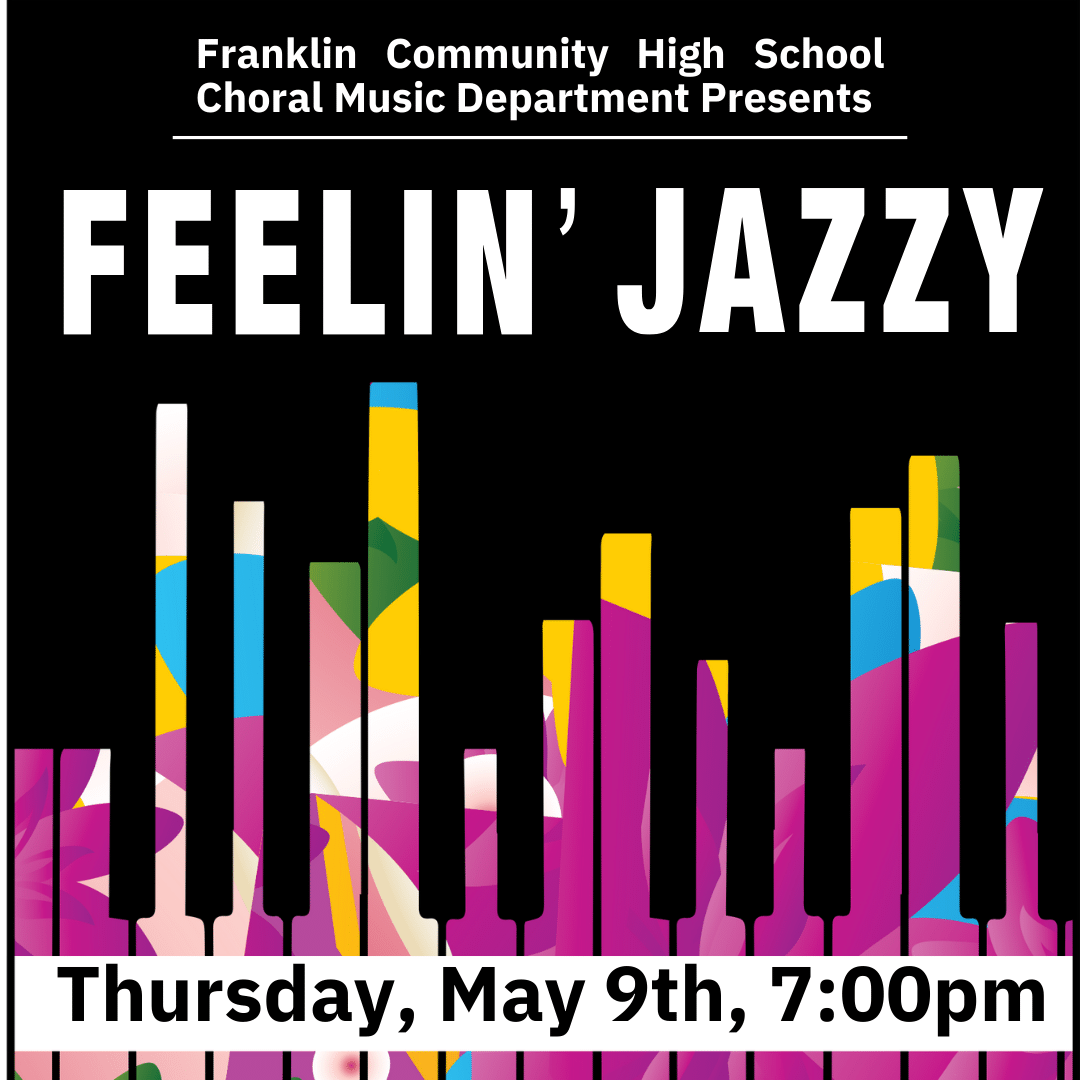 Franklin Community High School
Choral Music Department Presents
FEELIN’ JAZZY
Thursday, May 9th, 7:00pm